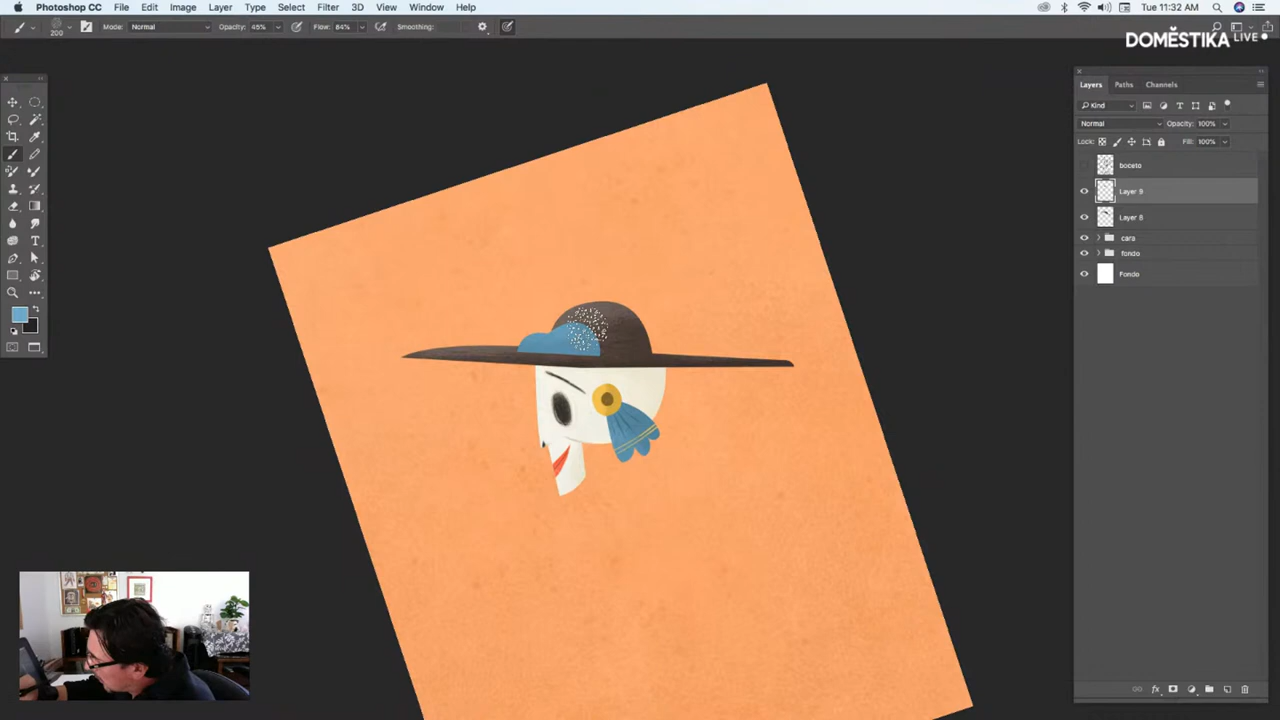 Photoshop CC File Edit Image Layer Type Select Filter 3D View Window Help Tue 11:32 AM
200 Mode: Normal Opacity: 45% Flow: 84% Smoothing:
DOMĚSTIKA LIVE
Layers Paths Channels
Kind
Normal Opacity: 100%
Lock: Fill: 100%
boceto
Layer 9
Layer 8
cara
fondo
Fondo